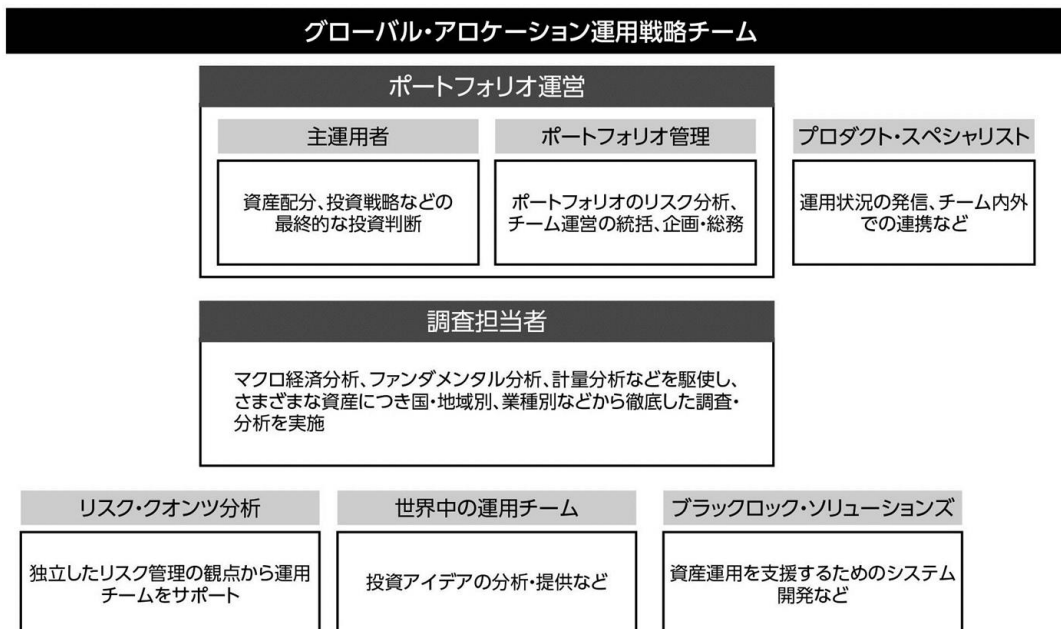 グローバル・アロケーション運用戦略チーム
ポートフォリオ運営
主運用者
資産配分、投資戦略などの
最終的な投資判断
ポートフォリオ管理
ポートフォリオのリスク分析、
チーム運営の統括、企画・総務
プロダクト・スペシャリスト
運用状況の発信、チーム内外
での連携など
調査担当者
マクロ経済分析、ファンダメンタル分析、計量分析などを駆使し、
さまざまな資産につき国・地域別、業種別などから徹底した調査・
分析を実施
リスク・クオンツ分析
独立したリスク管理の観点から運用
チームをサポート
世界中の運用チーム
投資アイデアの分析・提供など
ブラックロック・ソリューションズ
資産運用を支援するためのシステム
開発など